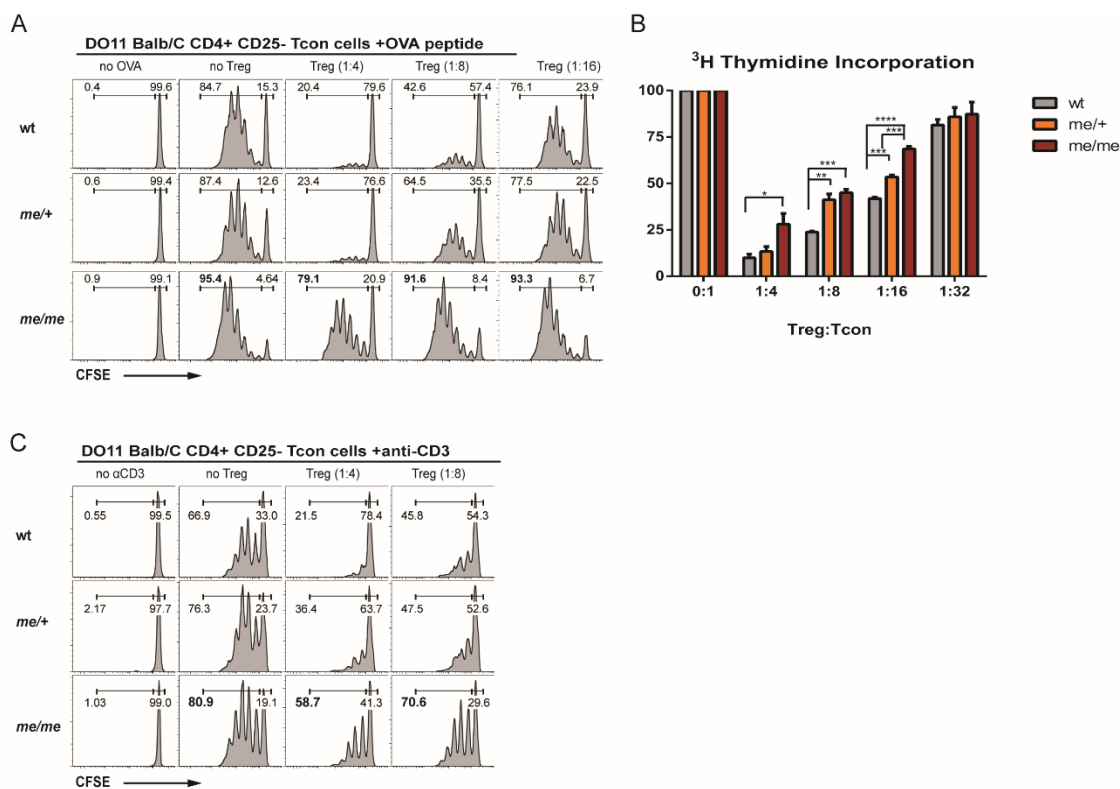 A
DO11 Balb/C CD4+ CD25- Tcon cells +OVA peptide
no OVA no Treg Treg (1:4) Treg (1:8) Treg (1:16)
wt
0.4 99.6 84.7 15.3 20.4 79.6 42.6 57.4 76.1 23.9
me/+
0.6 99.4 87.4 12.6 23.4 76.6 64.5 35.5 77.5 22.5
me/me
0.9 99.1 95.4 4.64 79.1 20.9 91.6 8.4 93.3 6.7
CFSE
B
³H Thymidine Incorporation
100
75
50
25
0
* ** *** *** *** ****
0:1 1:4 1:8 1:16 1:32
Treg:Tcon
wt
me/+
me/me
C
DO11 Balb/C CD4+ CD25- Tcon cells +anti-CD3
no αCD3 no Treg Treg (1:4) Treg (1:8)
wt
0.55 99.5 66.9 33.0 21.5 78.4 45.8 54.3
me/+
2.17 97.7 76.3 23.7 36.4 63.7 47.5 52.6
me/me
1.03 99.0 80.9 19.1 58.7 41.3 70.6 29.6
CFSE